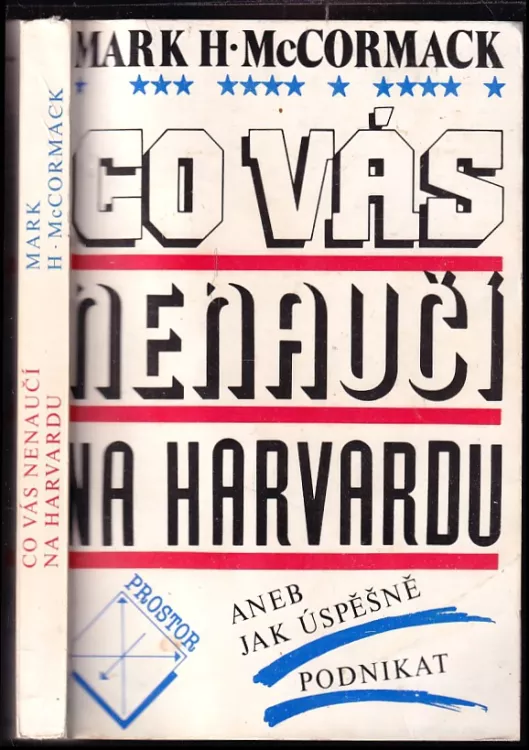 MARK H·McCORMACK
CO VÁS
NENAUČÍ
NA HARVARDU
ANEB
JAK ÚSPĚŠNĚ
PODNIKAT
PROSTOR
MARK
H·McCORMACK
CO VÁS NENAUČÍ
NA HARVARDU